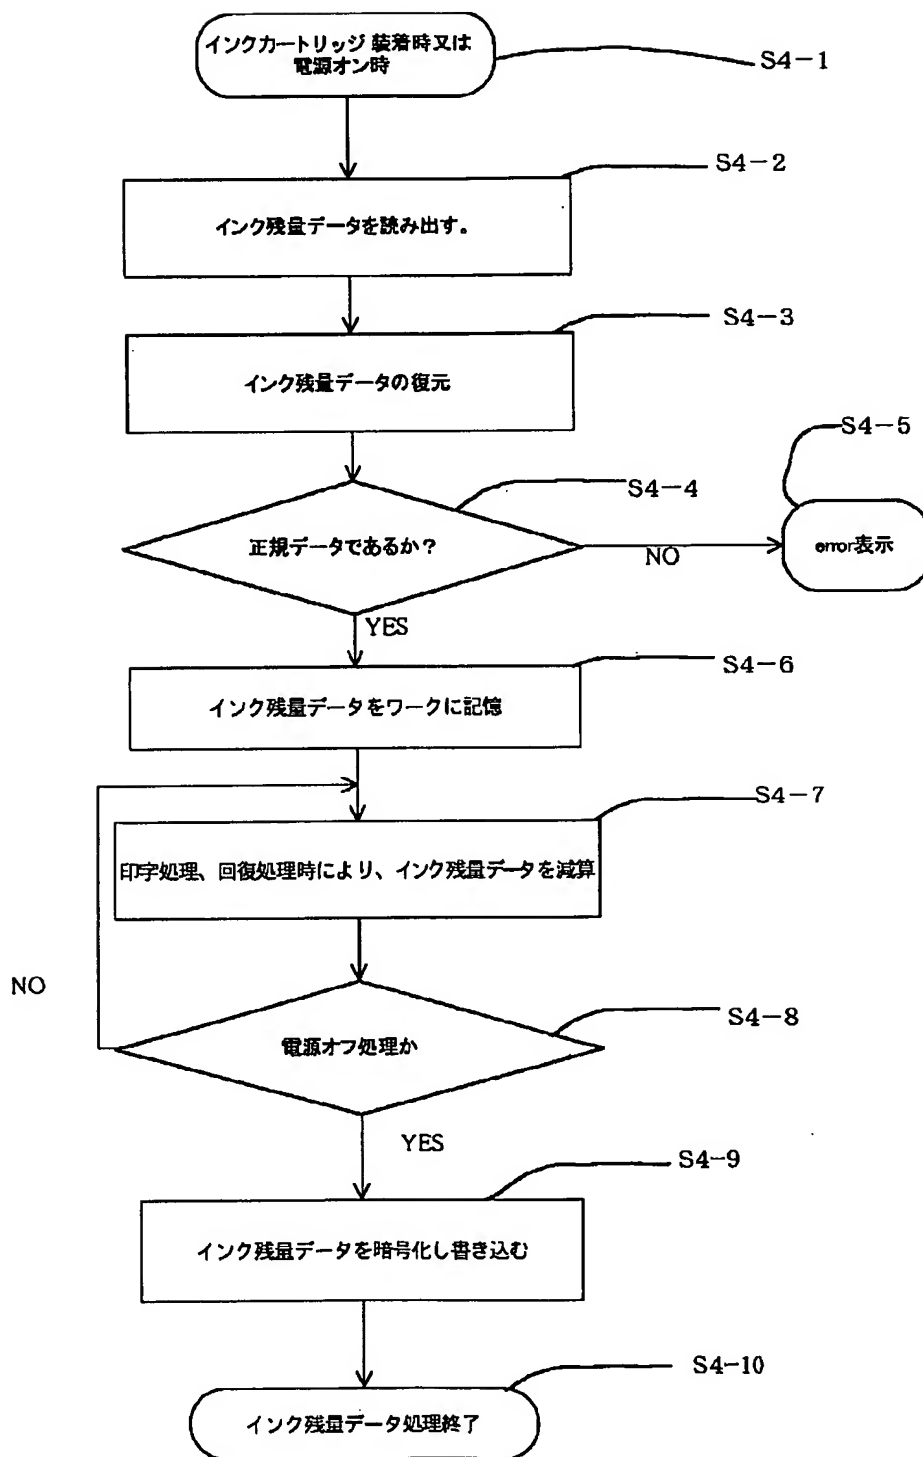 インクカートリッジ装着時又は
電源オン時
S4-1
S4-2
インク残量データを読み出す。
S4-3
インク残量データの復元
S4-5
S4-4
正規データであるか？
error表示
NO
YES
S4-6
インク残量データをワークに記憶
S4-7
印字処理、回復処理時により、インク残量データを減算
NO
S4-8
電源オフ処理か
YES
S4-9
インク残量データを暗号化し書き込む
S4-10
インク残量データ処理終了